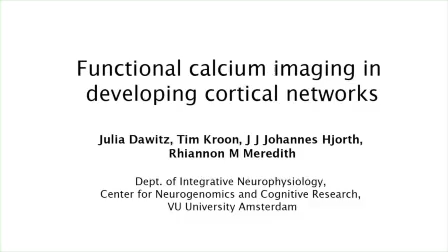 Functional calcium imaging in
developing cortical networks
Julia Dawitz, Tim Kroon, J J Johannes Hjorth,
Rhiannon M Meredith
Dept. of Integrative Neurophysiology,
Center for Neurogenomics and Cognitive Research,
VU University Amsterdam